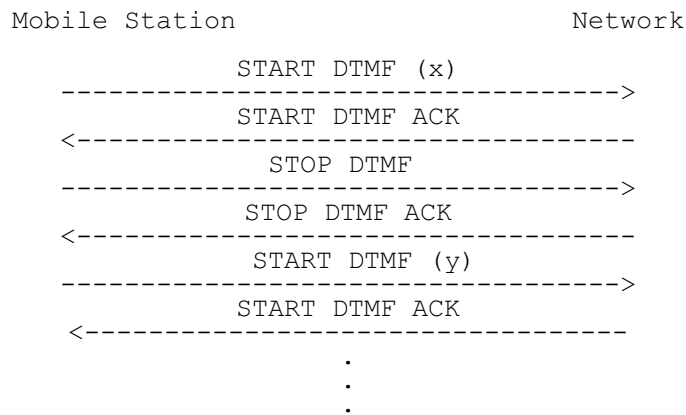 Mobile Station Network
START DTMF (x)
----------------------------------->
START DTMF ACK
<-----------------------------------
STOP DTMF
----------------------------------->
STOP DTMF ACK
<-----------------------------------
START DTMF (y)
----------------------------------->
START DTMF ACK
<----------------------------------
.
.
.